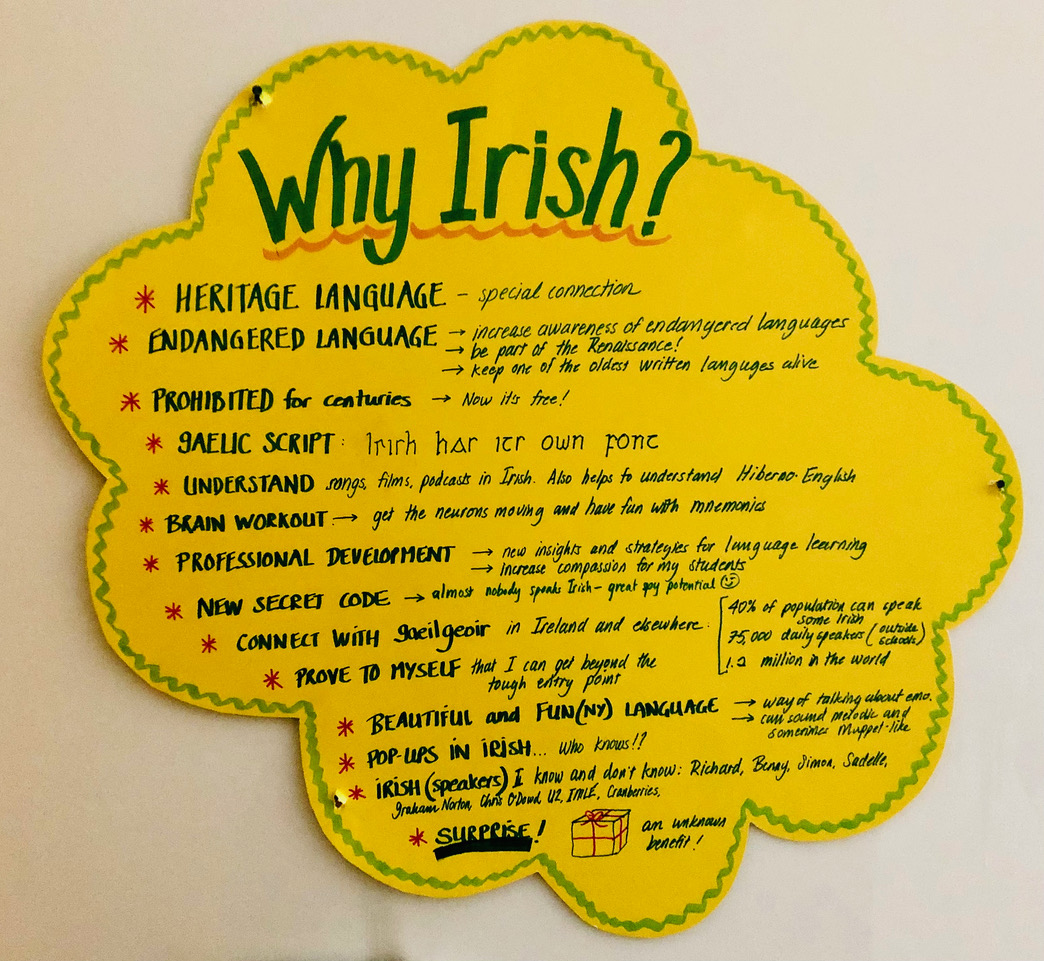 Why Irish?
* HERITAGE LANGUAGE - special connection
* ENDANGERED LANGUAGE → increase awareness of endangered languages
→ be part of the Renaissance!
→ keep one of the oldest written languges alive
* PROHIBITED for centuries → Now it's free!
* GAELIC SCRIPT: Irish has its own font
* UNDERSTAND songs, films, podcasts in Irish. Also helps to understand Hiberno-English
* BRAIN WORKOUT → get the neurons moving and have fun with mnemonics
* PROFESSIONAL DEVELOPMENT → new insights and strategies for language learning
→ increase compassion for my students
* NEW SECRET CODE → almost nobody speaks Irish - great spy potential ☺
* CONNECT WITH gaeilgeoir in Ireland and elsewhere:
40% of population can speak
some Irish
75,000 daily speakers (outside schools)
1.2 million in the world
* PROVE TO MYSELF that I can get beyond the
tough entry point
* BEAUTIFUL and FUN(NY) LANGUAGE → way of talking about emo.
→ can sound melodic and
sometimes Muppet-like
* POP-UPS IN IRISH... Who knows!?
* IRISH (speakers) I know and don't know: Richard, Benny, Simon, Sadelle,
Graham Norton, Chris O'Dowd, U2, IMLÉ, Cranberries,
* SURPRISE! an unknown
benefit!